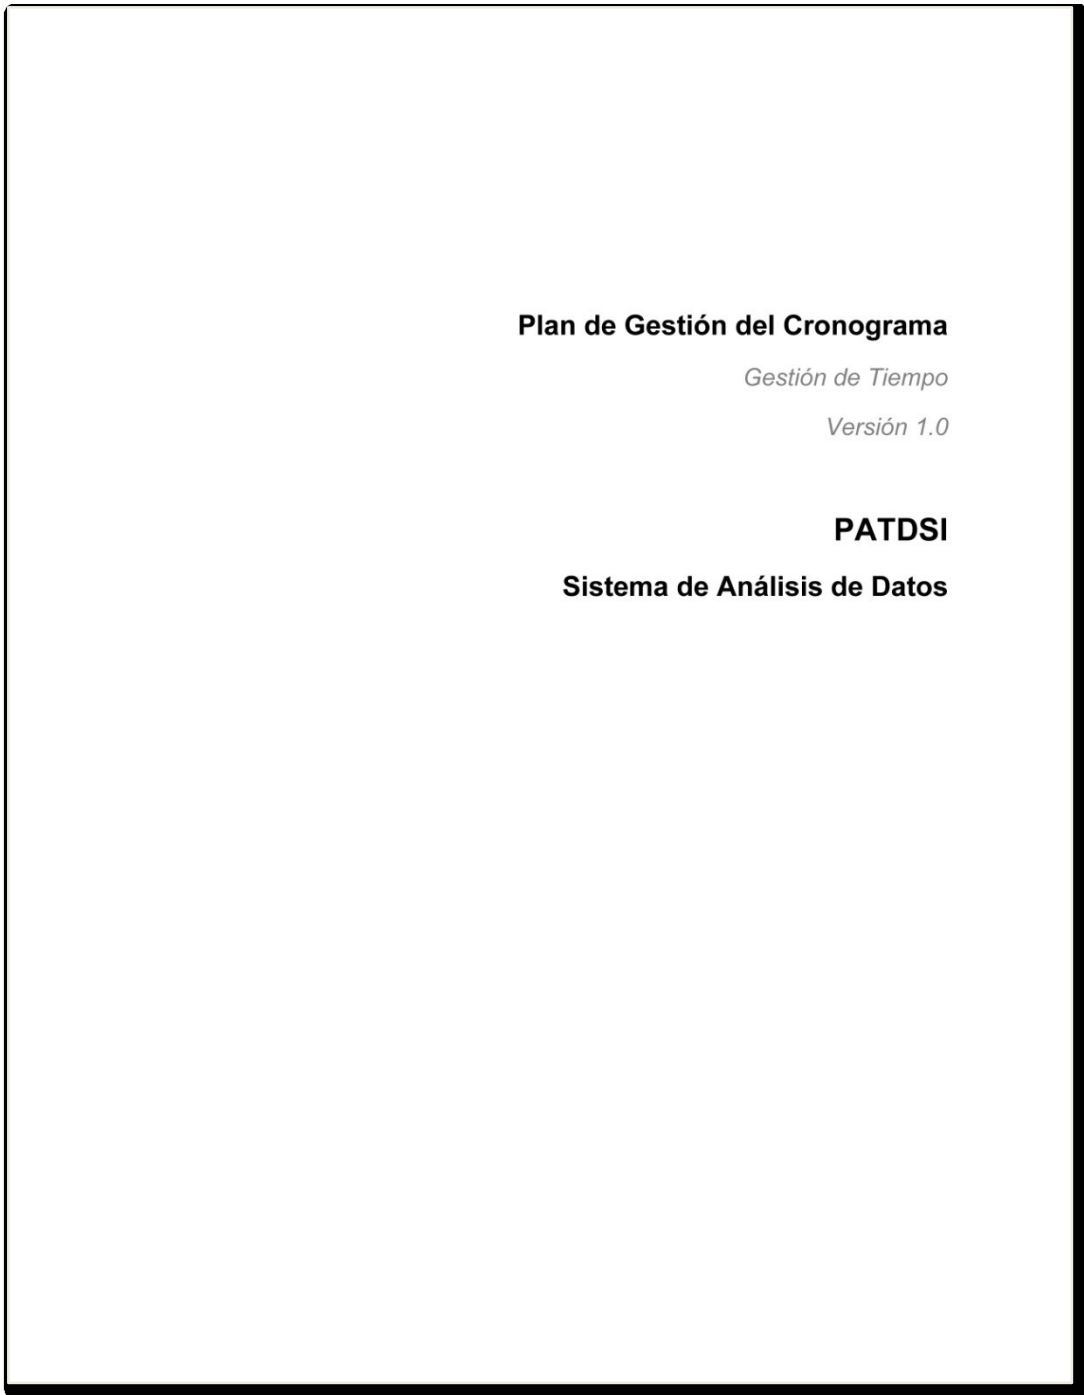 Plan de Gestión del Cronograma
Gestión de Tiempo
Versión 1.0
PATDSI
Sistema de Análisis de Datos